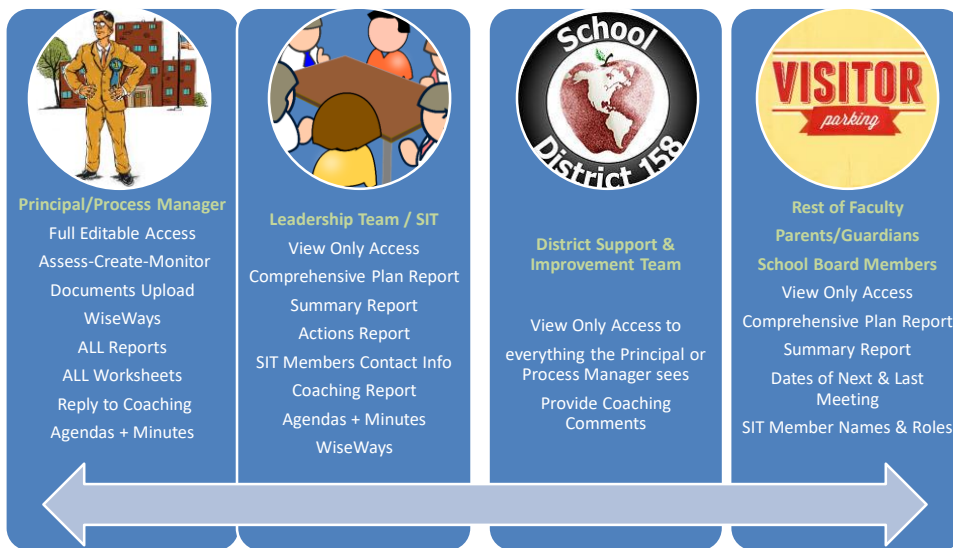 Principal/Process Manager
Full Editable Access
Assess-Create-Monitor
Documents Upload
WiseWays
ALL Reports
ALL Worksheets
Reply to Coaching
Agendas + Minutes
Leadership Team / SIT
View Only Access
Comprehensive Plan Report
Summary Report
Actions Report
SIT Members Contact Info
Coaching Report
Agendas + Minutes
WiseWays
School
District 158
District Support &
Improvement Team
View Only Access to
everything the Principal or
Process Manager sees
Provide Coaching
Comments
VISITOR
parking
Rest of Faculty
Parents/Guardians
School Board Members
View Only Access
Comprehensive Plan Report
Summary Report
Dates of Next & Last
Meeting
SIT Member Names & Roles